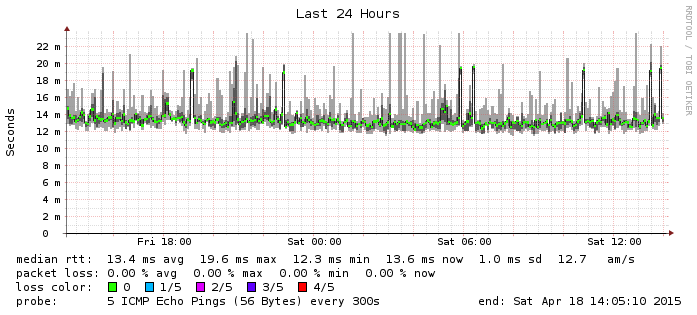 Last 24 Hours
RRDTOOL / TOBI OETIKER
Seconds
22 m
20 m
18 m
16 m
14 m
12 m
10 m
8 m
6 m
4 m
2 m
0
Fri 18:00 Sat 00:00 Sat 06:00 Sat 12:00
median rtt: 13.4 ms avg 19.6 ms max 12.3 ms min 13.6 ms now 1.0 ms sd 12.7 am/s
packet loss: 0.00 % avg 0.00 % max 0.00 % min 0.00 % now
loss color: 0 1/5 2/5 3/5 4/5
probe: 5 ICMP Echo Pings (56 Bytes) every 300s end: Sat Apr 18 14:05:10 2015